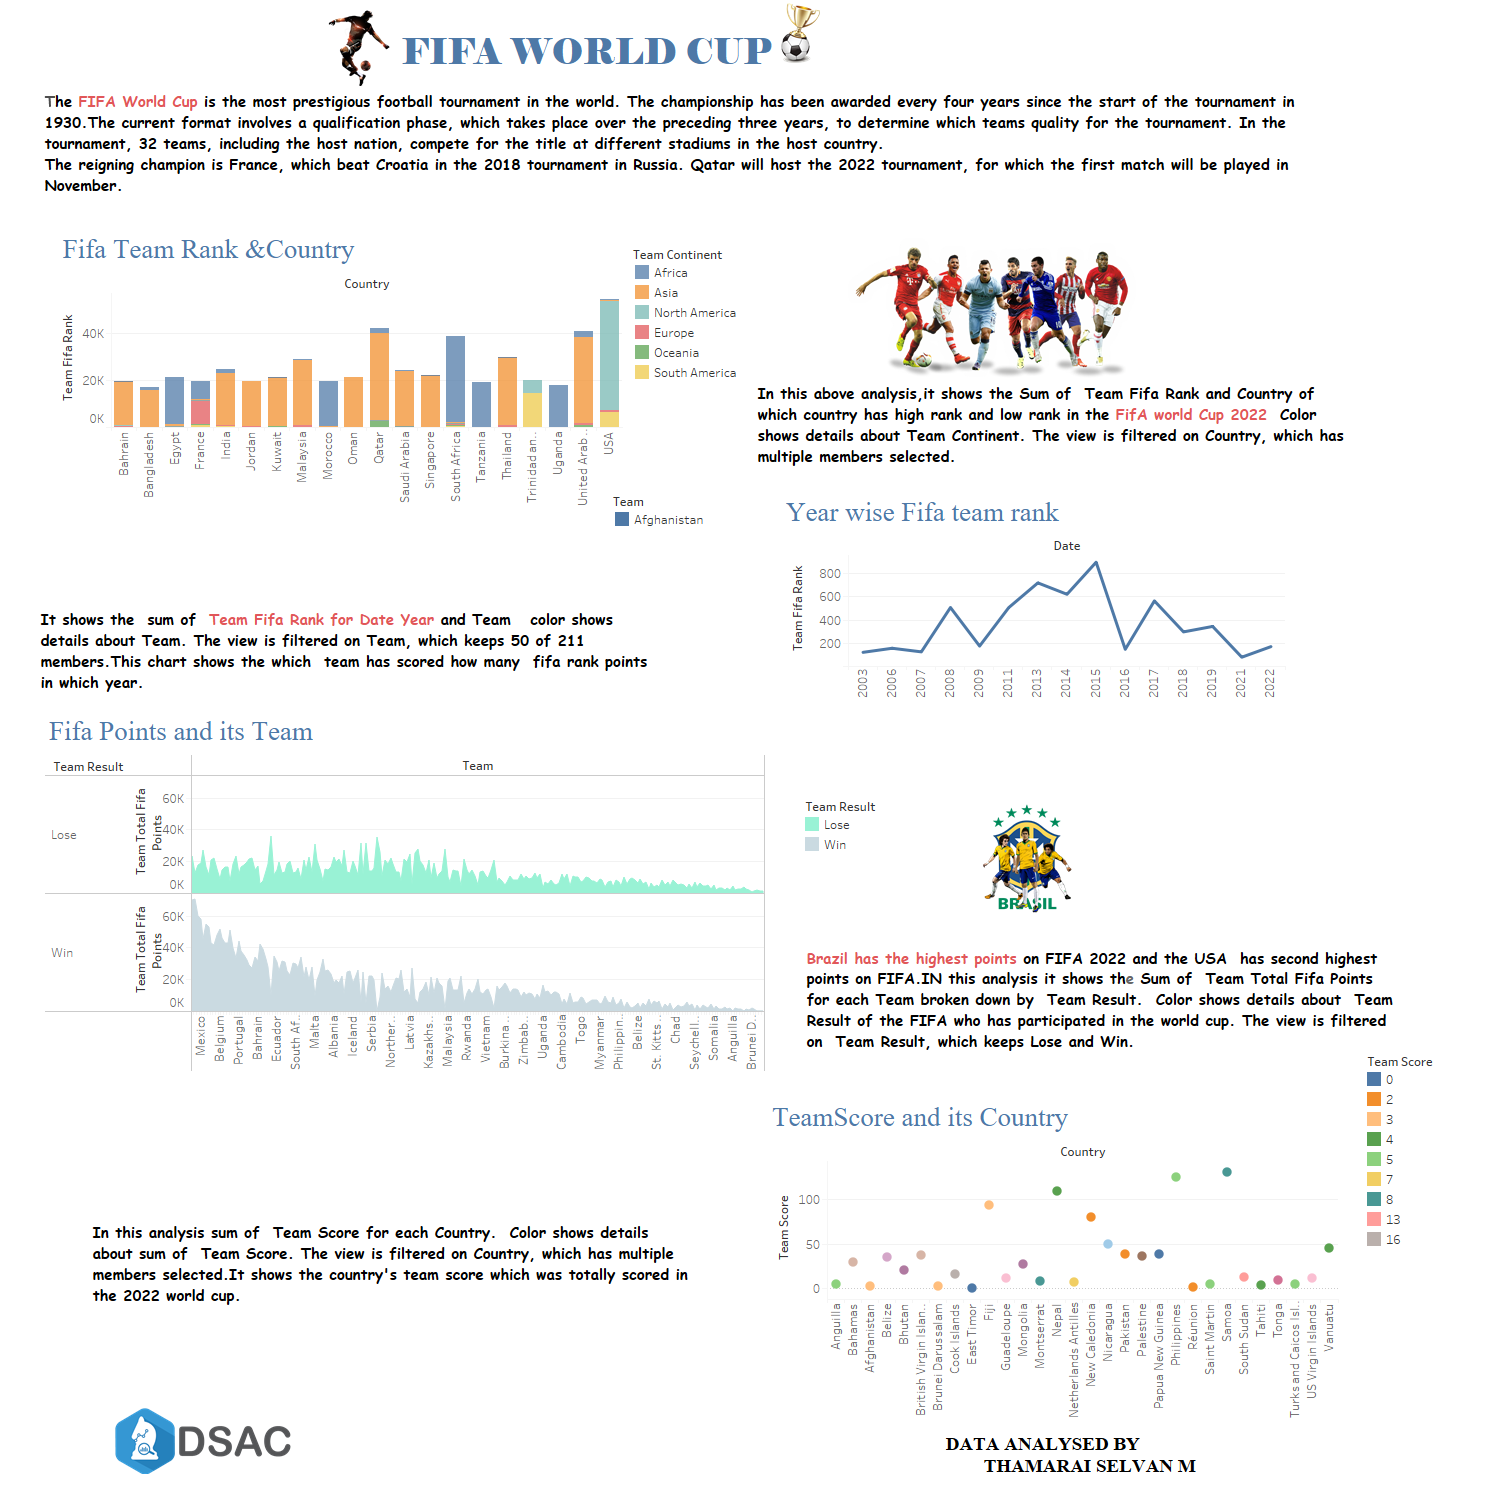 FIFA WORLD CUP
The FIFA World Cup is the most prestigious football tournament in the world. The championship has been awarded every four years since the start of the tournament in
1930.The current format involves a qualification phase, which takes place over the preceding three years, to determine which teams quality for the tournament. In the
tournament, 32 teams, including the host nation, compete for the title at different stadiums in the host country.
The reigning champion is France, which beat Croatia in the 2018 tournament in Russia. Qatar will host the 2022 tournament, for which the first match will be played in
November.
Fifa Team Rank &Country
Country
Team Fifa Rank
40K
20K
0K
Bahrain
Bangladesh
Egypt
France
India
Jordan
Kuwait
Malaysia
Morocco
Oman
Qatar
Saudi Arabia
Singapore
South Africa
Tanzania
Thailand
Trinidad an..
Uganda
United Arab ..
USA
Team Continent
Africa
Asia
North America
Europe
Oceania
South America
Team
Afghanistan
In this above analysis,it shows the Sum of Team Fifa Rank and Country of
which country has high rank and low rank in the FifA world Cup 2022 Color
shows details about Team Continent. The view is filtered on Country, which has
multiple members selected.
Year wise Fifa team rank
Date
Team Fifa Rank
800
600
400
200
2003
2006
2007
2008
2009
2011
2013
2014
2015
2016
2017
2018
2019
2021
2022
It shows the sum of Team Fifa Rank for Date Year and Team color shows
details about Team. The view is filtered on Team, which keeps 50 of 211
members.This chart shows the which team has scored how many fifa rank points
in which year.
Fifa Points and its Team
Team Result
Team
Lose
Team Total Fifa
Points
60K
40K
20K
0K
Win
Team Total Fifa
Points
60K
40K
20K
0K
Mexico
Belgium
Portugal
Bahrain
Ecuador
South Af..
Malta
Albania
Iceland
Serbia
Norther..
Latvia
Kazakhs..
Malaysia
Rwanda
Vietnam
Burkina ..
Zimbab..
Uganda
Cambodia
Togo
Myanmar
Philippin..
Belize
St. Kitts ..
Chad
Seychell..
Somalia
Anguilla
Brunei D..
Team Result
Lose
Win
BRASIL
Brazil has the highest points on FIFA 2022 and the USA has second highest
points on FIFA.IN this analysis it shows the Sum of Team Total Fifa Points
for each Team broken down by Team Result. Color shows details about Team
Result of the FIFA who has participated in the world cup. The view is filtered
on Team Result, which keeps Lose and Win.
Team Score
0
2
3
4
5
7
8
13
16
TeamScore and its Country
Country
Team Score
100
50
0
Anguilla
Bahamas
Afghanistan
Belize
Bhutan
British Virgin Islan..
Brunei Darussalam
Cook Islands
East Timor
Fiji
Guadeloupe
Mongolia
Montserrat
Nepal
Netherlands Antilles
New Caledonia
Nicaragua
Pakistan
Palestine
Papua New Guinea
Philippines
Réunion
Saint Martin
Samoa
South Sudan
Tahiti
Tonga
Turks and Caicos Isl..
US Virgin Islands
Vanuatu
In this analysis sum of Team Score for each Country. Color shows details
about sum of Team Score. The view is filtered on Country, which has multiple
members selected.It shows the country's team score which was totally scored in
the 2022 world cup.
DSAC
DATA ANALYSED BY
THAMARAI SELVAN M